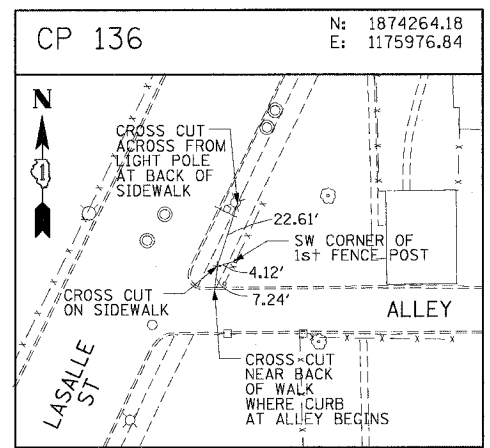 CP 136
N: 1874264.18
E: 1175976.84
N
1
CROSS CUT
ACROSS FROM
LIGHT POLE
AT BACK OF
SIDEWALK
22.61'
SW CORNER OF
1st FENCE POST
4.12'
7.24'
CROSS CUT
ON SIDEWALK
ALLEY
LASALLE
ST
CROSS CUT
NEAR BACK
OF WALK
WHERE CURB
AT ALLEY BEGINS